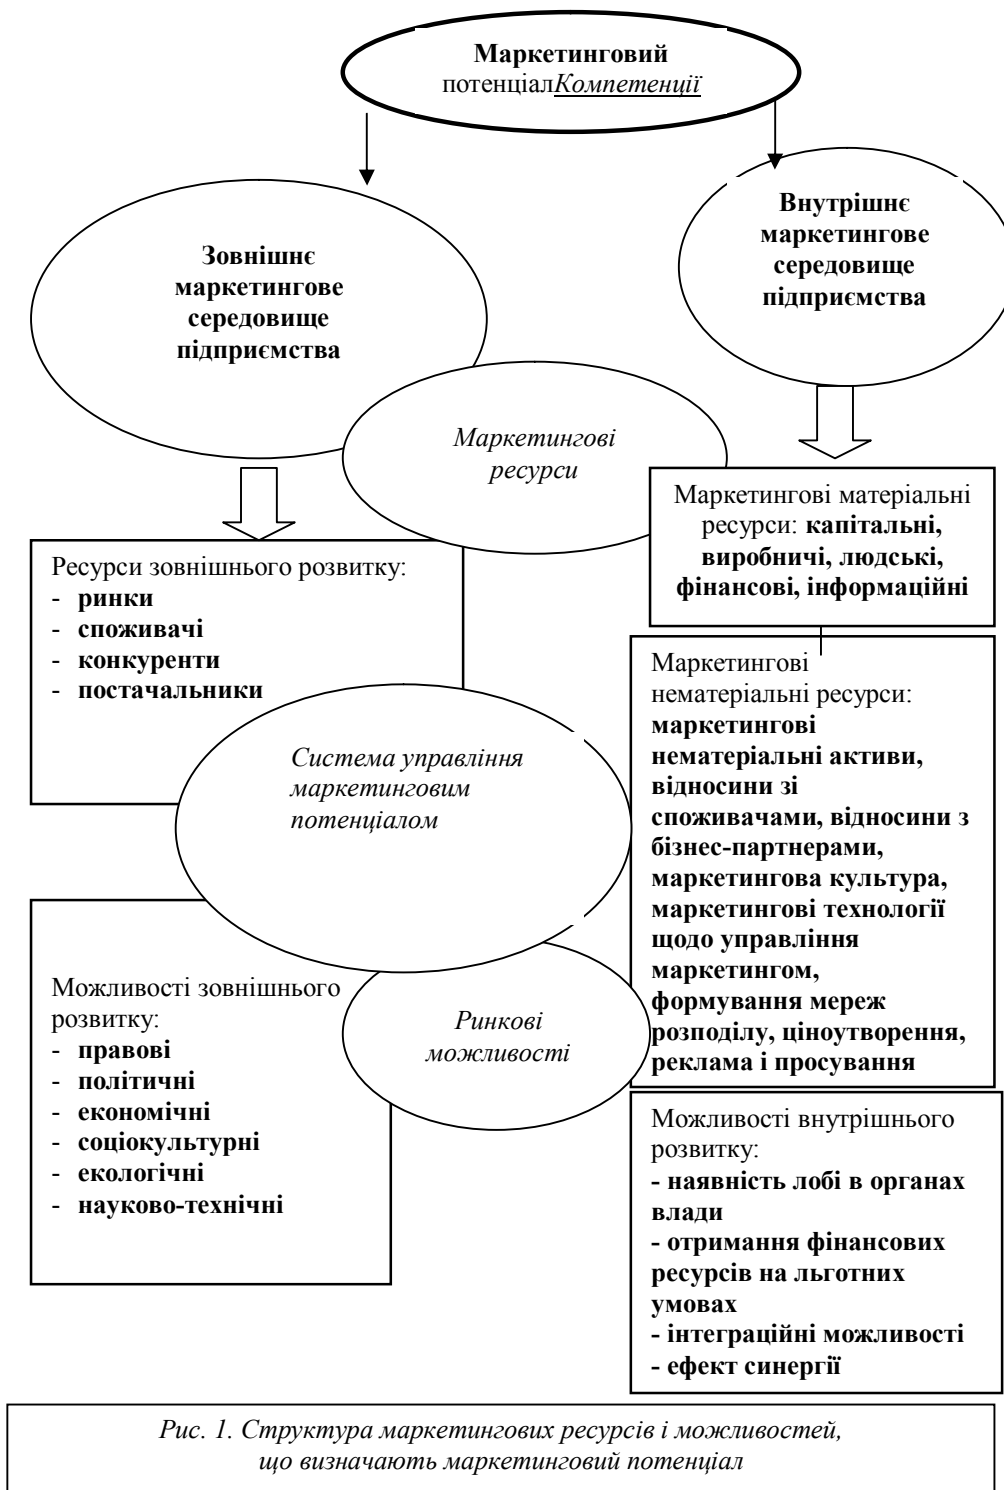 Маркетинговий
потенціалКомпетенції
Зовнішнє
маркетингове
середовище
підприємства
Внутрішнє
маркетингове
середовище
підприємства
Маркетингові
ресурси
Маркетингові матеріальні
ресурси: капітальні,
виробничі, людські,
фінансові, інформаційні
Ресурси зовнішнього розвитку:
- ринки
- споживачі
- конкуренти
- постачальники
Маркетингові
нематеріальні ресурси:
маркетингові
нематеріальні активи,
відносини зі
споживачами, відносини з
бізнес-партнерами,
маркетингова культура,
маркетингові технології
щодо управління
маркетингом,
формування мереж
розподілу, ціноутворення,
реклама і просування
Система управління
маркетинговим
потенціалом
Можливості зовнішнього
розвитку:
- правові
- політичні
- економічні
- соціокультурні
- екологічні
- науково-технічні
Ринкові
можливості
Можливості внутрішнього
розвитку:
- наявність лобі в органах
влади
- отримання фінансових
ресурсів на льготних
умовах
- інтеграційні можливості
- ефект синергії
Рис. 1. Структура маркетингових ресурсів і можливостей,
що визначають маркетинговий потенціал